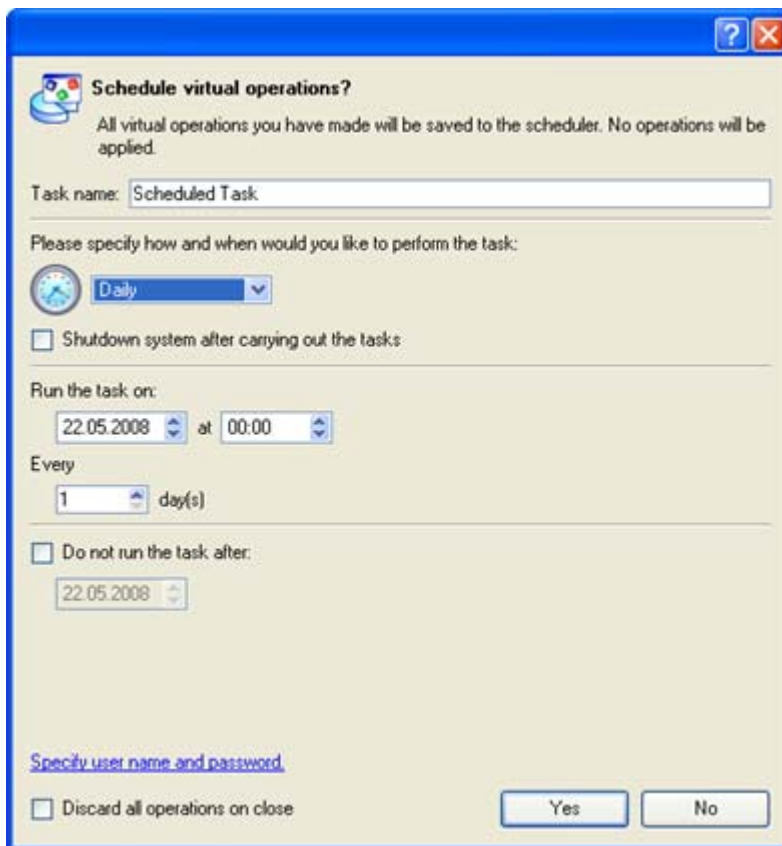 ?
Schedule virtual operations?
All virtual operations you have made will be saved to the scheduler. No operations will be
applied.
Task name: Scheduled Task
Please specify how and when would you like to perform the task:
Daily
Shutdown system after carrying out the tasks
Run the task on:
22.05.2008 at 00:00
Every
1 day(s)
Do not run the task after:
22.05.2008
Specify user name and password.
Discard all operations on close Yes No